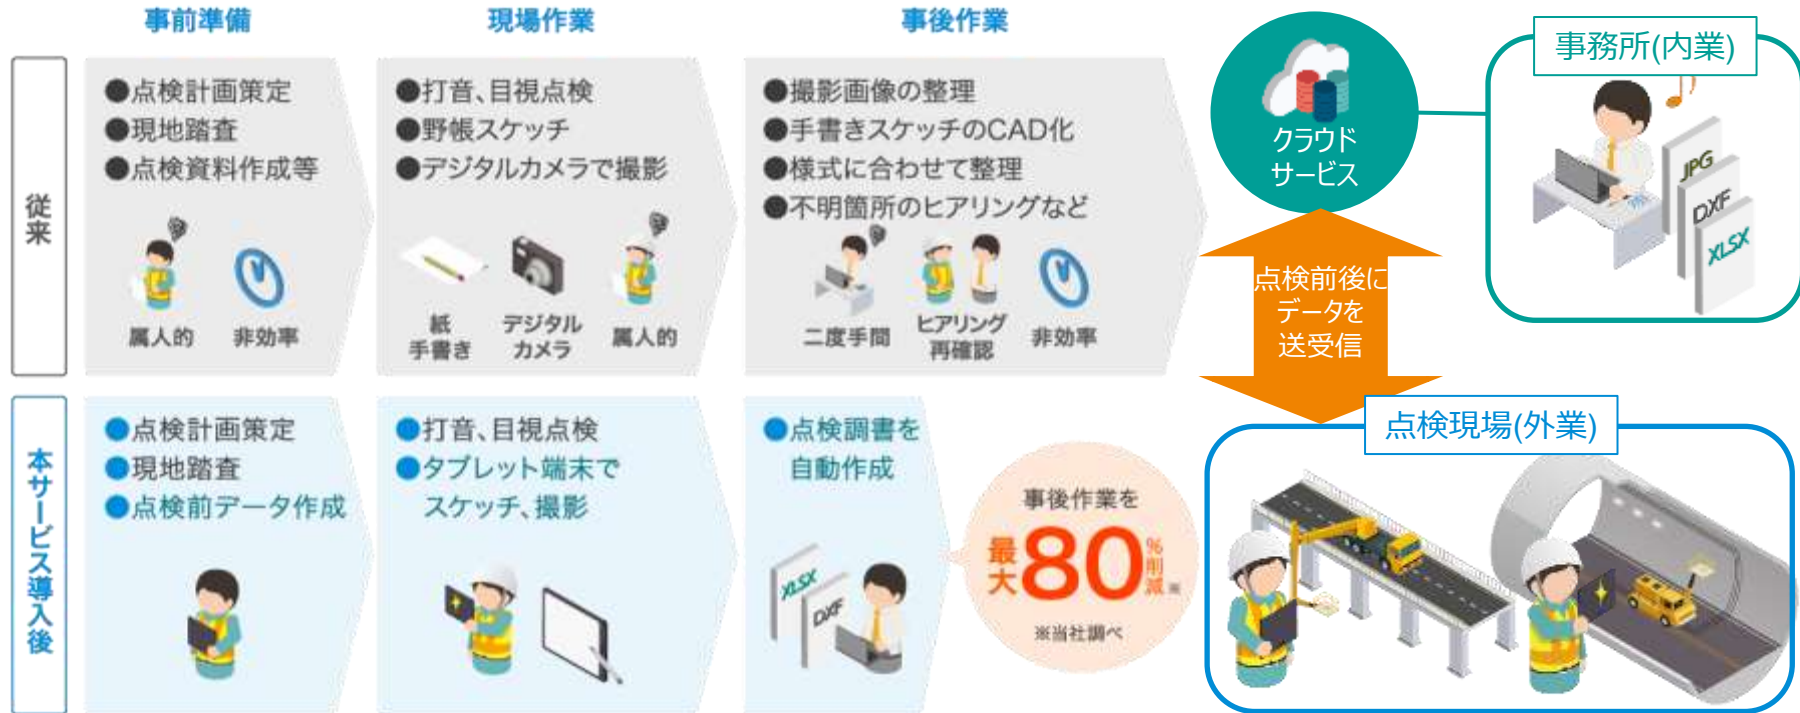 事前準備
現場作業
事後作業
従来
●点検計画策定
●現地踏査
●点検資料作成等
属人的
非効率
●打音、目視点検
●野帳スケッチ
●デジタルカメラで撮影
紙
手書き
デジタル
カメラ
属人的
●撮影画像の整理
●手書きスケッチのCAD化
●様式に合わせて整理
●不明箇所のヒアリングなど
二度手間
ヒアリング
再確認
非効率
本サービス導入後
●点検計画策定
●現地踏査
●点検前データ作成
●打音、目視点検
●タブレット端末で
スケッチ、撮影
●点検調書を
自動作成
XLSX
DXF
事後作業を
最大80%削減※
※当社調べ
クラウド
サービス
事務所(内業)
JPG
DXF
XLSX
点検前後に
データを
送受信
点検現場(外業)